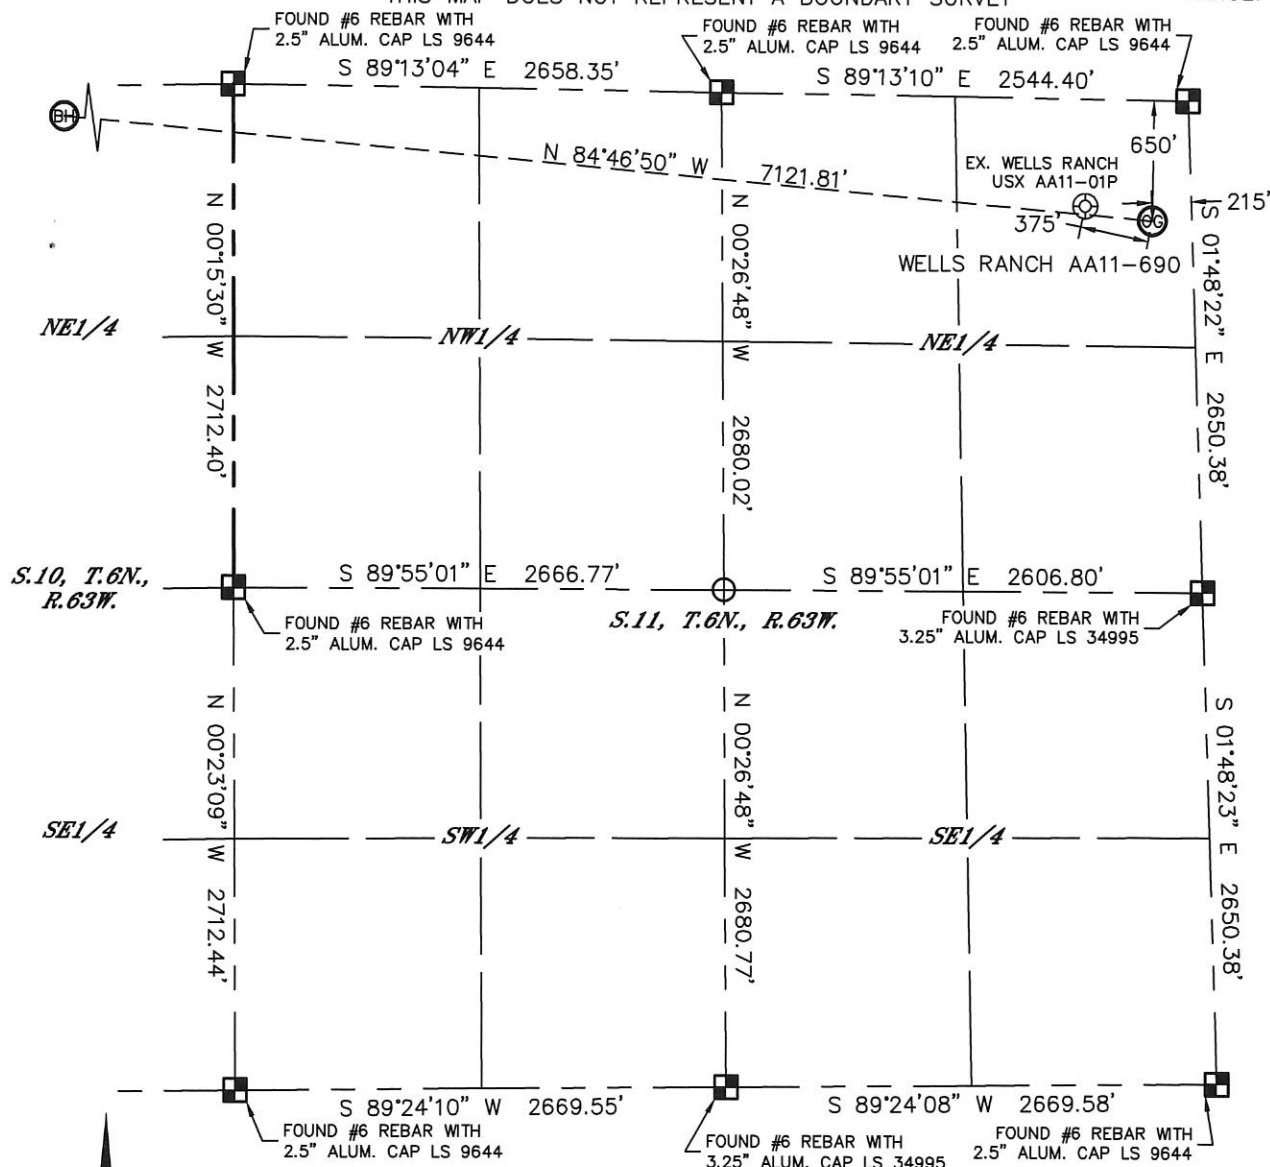 THIS MAP DOES NOT REPRESENT A BOUNDARY SURVEY
FOUND #6 REBAR WITH
2.5" ALUM. CAP LS 9644
FOUND #6 REBAR WITH
2.5" ALUM. CAP LS 9644
FOUND #6 REBAR WITH
2.5" ALUM. CAP LS 9644
S 89°13'04" E 2658.35'
S 89°13'10" E 2544.40'
BH
N 84°46'50" W 7121.81'
650'
EX. WELLS RANCH
USX AA11-01P
215'
375'
OG
WELLS RANCH AA11-690
N 00°15'30" W 2712.40'
N 00°26'48" W 2680.02'
S 01°48'22" E 2650.38'
NE1/4
NW1/4
NE1/4
S.10, T.6N.,
R.63W.
S 89°55'01" E 2666.77'
S 89°55'01" E 2606.80'
FOUND #6 REBAR WITH
2.5" ALUM. CAP LS 9644
S.11, T.6N., R.63W.
FOUND #6 REBAR WITH
3.25" ALUM. CAP LS 34995
N 00°23'09" W 2712.44'
N 00°26'48" W 2680.77'
S 01°48'23" E 2650.38'
SE1/4
SW1/4
SE1/4
S 89°24'10" W 2669.55'
S 89°24'08" W 2669.58'
FOUND #6 REBAR WITH
2.5" ALUM. CAP LS 9644
FOUND #6 REBAR WITH
3.25" ALUM. CAP LS 34995
FOUND #6 REBAR WITH
2.5" ALUM. CAP LS 9644